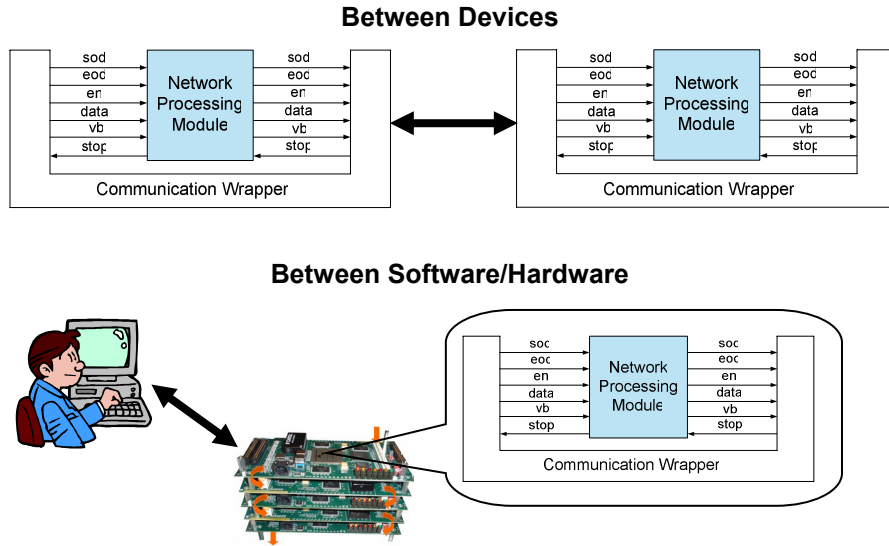 Between Devices
sod
eod
en
data
vb
stop
Network
Processing
Module
sod
eod
en
data
vb
stop
Communication Wrapper
sod
eod
en
data
vb
stop
Network
Processing
Module
sod
eod
en
data
vb
stop
Communication Wrapper
Between Software/Hardware
soc
eoc
en
data
vb
stop
Network
Processing
Module
soc
eoc
en
data
vb
stop
Communication Wrapper